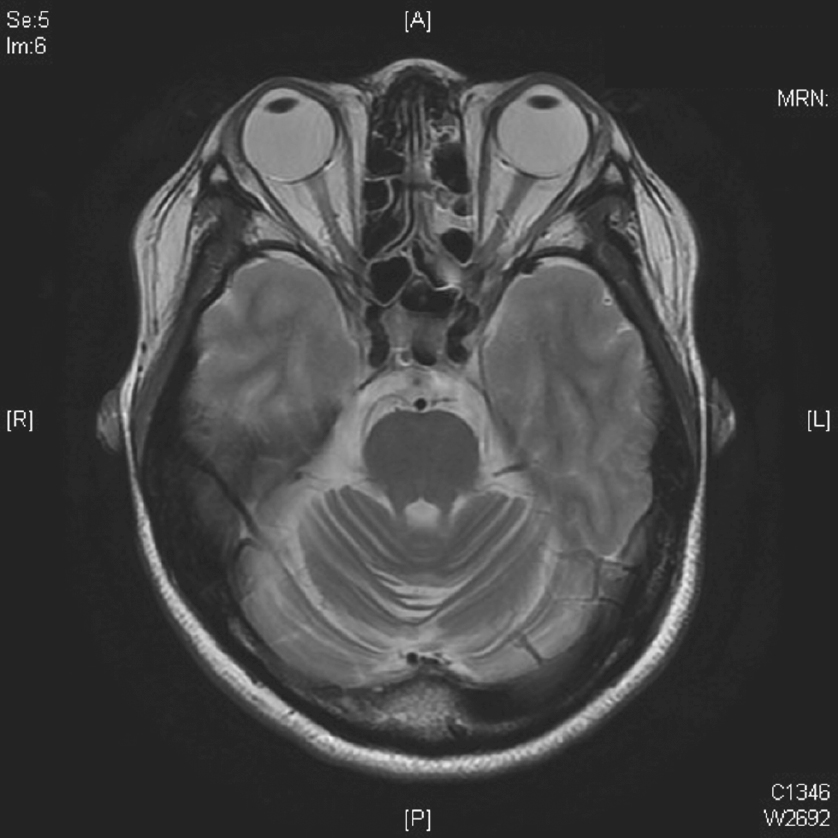 Se:5
Im:6
[A]
MRN:
[R]
[L]
[P]
C1346
W2692